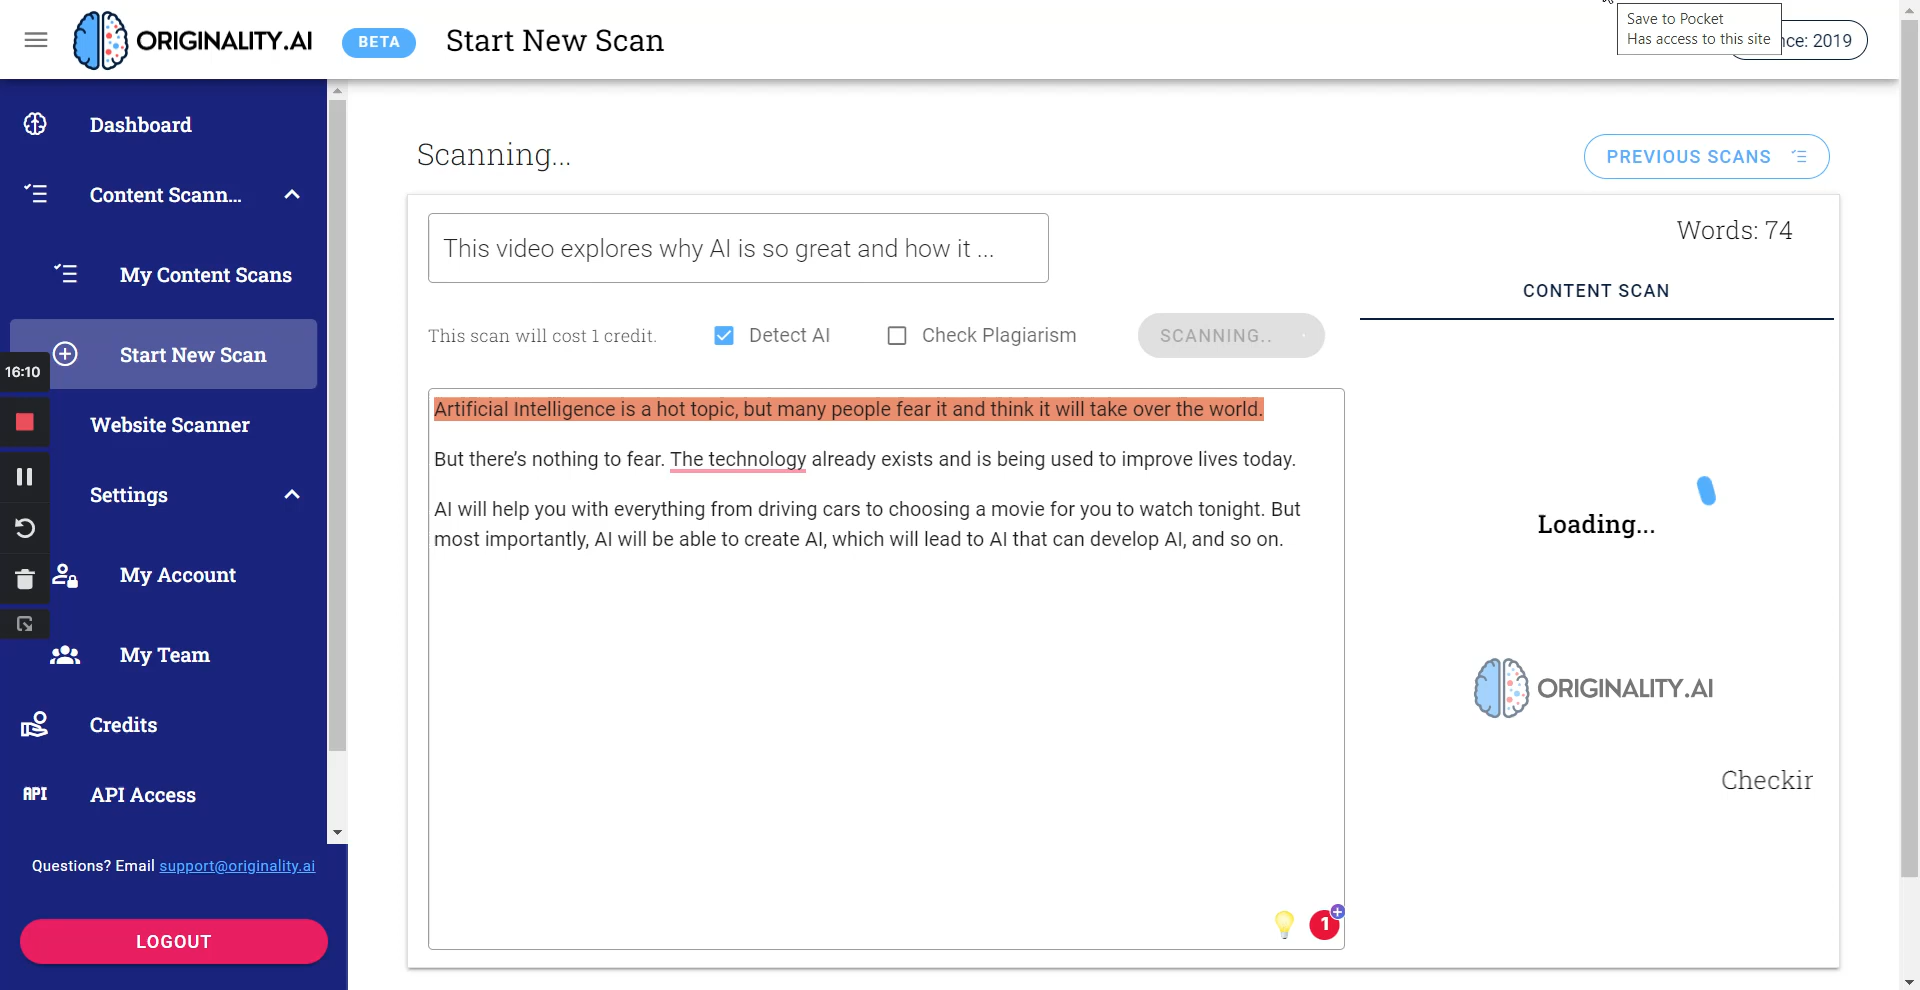 ORIGINALITY.AI
BETA
Start New Scan
Save to Pocket
Has access to this site
2019
Dashboard
Content Scann...
My Content Scans
Start New Scan
16:10
Website Scanner
Settings
My Account
My Team
Credits
API
API Access
Questions? Email support@originality.ai
LOGOUT
Scanning...
PREVIOUS SCANS
This video explores why AI is so great and how it ...
Words: 74
CONTENT SCAN
This scan will cost 1 credit.
Detect AI
Check Plagiarism
SCANNING..
Artificial Intelligence is a hot topic, but many people fear it and think it will take over the world.
But there’s nothing to fear. The technology already exists and is being used to improve lives today.
AI will help you with everything from driving cars to choosing a movie for you to watch tonight. But
most importantly, AI will be able to create AI, which will lead to AI that can develop AI, and so on.
1
Loading...
ORIGINALITY.AI
Checkir